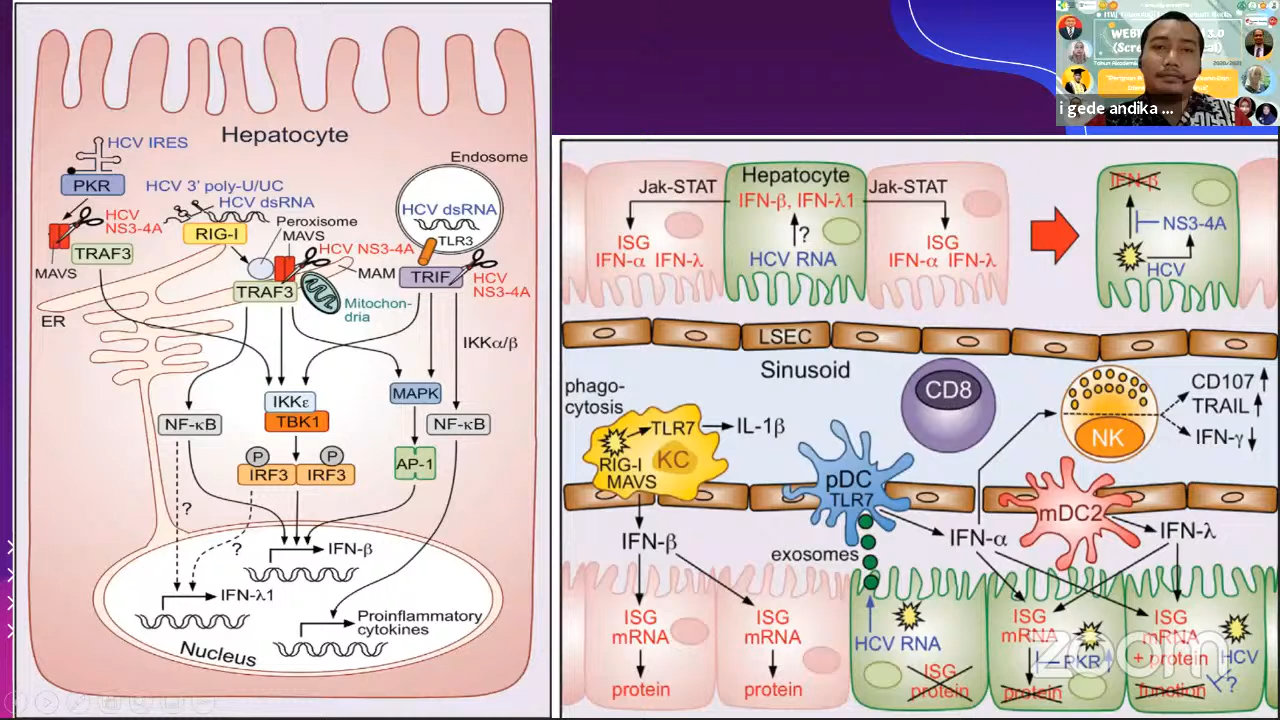 Hepatocyte
HCV IRES
PKR
HCV
NS3-4A
MAVS
TRAF3
HCV 3' poly-U/UC
HCV dsRNA
RIG-I
Peroxisome
MAVS
HCV NS3-4A
MAM
TRAF3
Mitochon-
dria
ER
Endosome
HCV dsRNA
TLR3
TRIF
HCV
NS3-4A
IKKα/β
NF-κB
IKKε
TBK1
MAPK
NF-κB
P
P
IRF3
IRF3
AP-1
?
?
IFN-β
IFN-λ1
Proinflammatory
cytokines
Nucleus
i gede andika ...
2020/2021
Jak-STAT
Hepatocyte
Jak-STAT
IFN-β, IFN-λ1
?
HCV RNA
ISG
IFN-α IFN-λ
ISG
IFN-α IFN-λ
IFN-β
NS3-4A
HCV
LSEC
Sinusoid
phago-
cytosis
TLR7
IL-1β
RIG-I
MAVS
KC
CD8
pDC
TLR7
NK
CD107
TRAIL
IFN-γ
mDC2
IFN-β
exosomes
IFN-α
IFN-λ
ISG
mRNA
protein
ISG
mRNA
protein
HCV RNA
ISG
protein
ISG
mRNA
PKR
protein
ISG
mRNA
+ protein
function
HCV
?
zoom